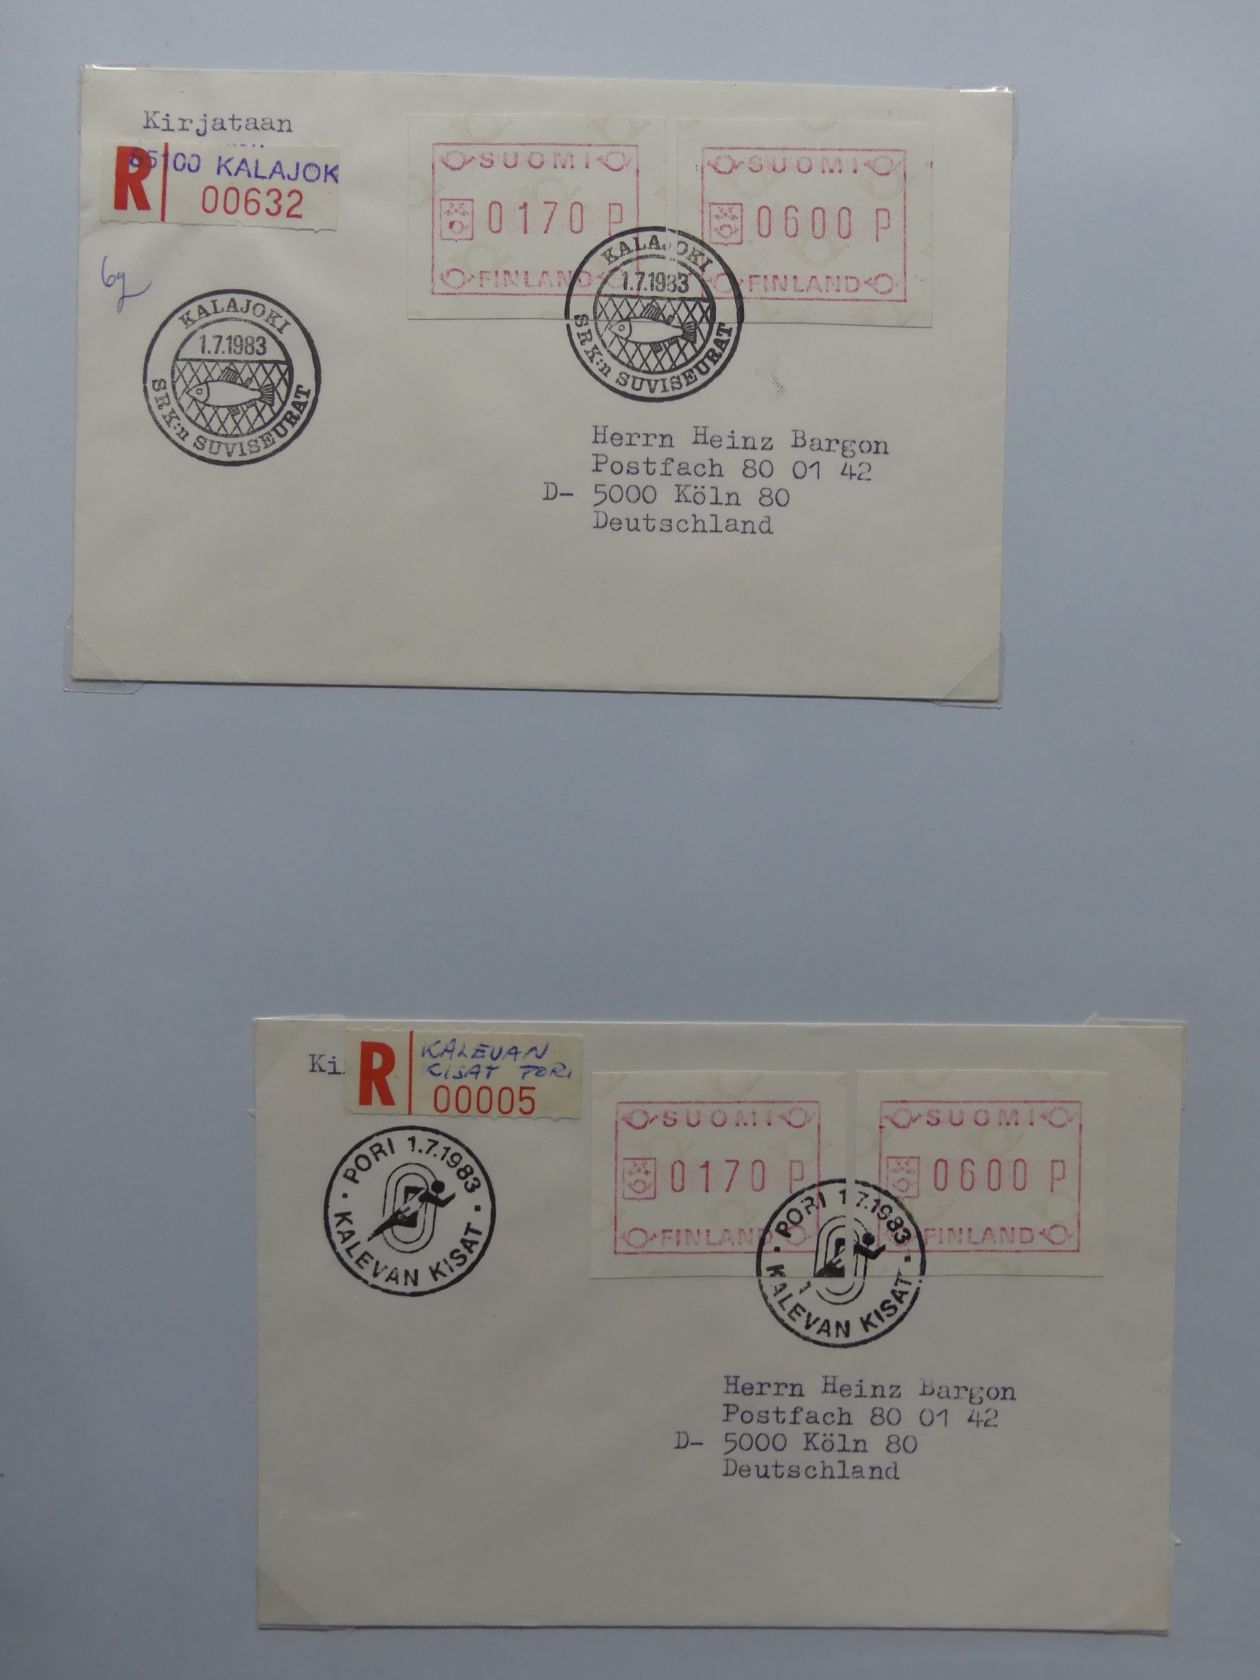 Kirjataan
R 85100 KALAJOK
00632
6g
SUOMI
0170 P
FINLAND
SUOMI
0600 P
FINLAND
KALAJOKI
1.7.1983
SRK:n SUVISEURAT
KALAJOKI
1.7.1983
SRK:n SUVISEURAT
Herrn Heinz Bargon
Postfach 80 01 42
D- 5000 Köln 80
Deutschland
Ki
R KALEVAN
KISAT PORI
00005
SUOMI
0170 P
FINLAND
SUOMI
0600 P
FINLAND
PORI 1.7.1983
KALEVAN KISAT
PORI 1.7.1983
KALEVAN KISAT
Herrn Heinz Bargon
Postfach 80 01 42
D- 5000 Köln 80
Deutschland